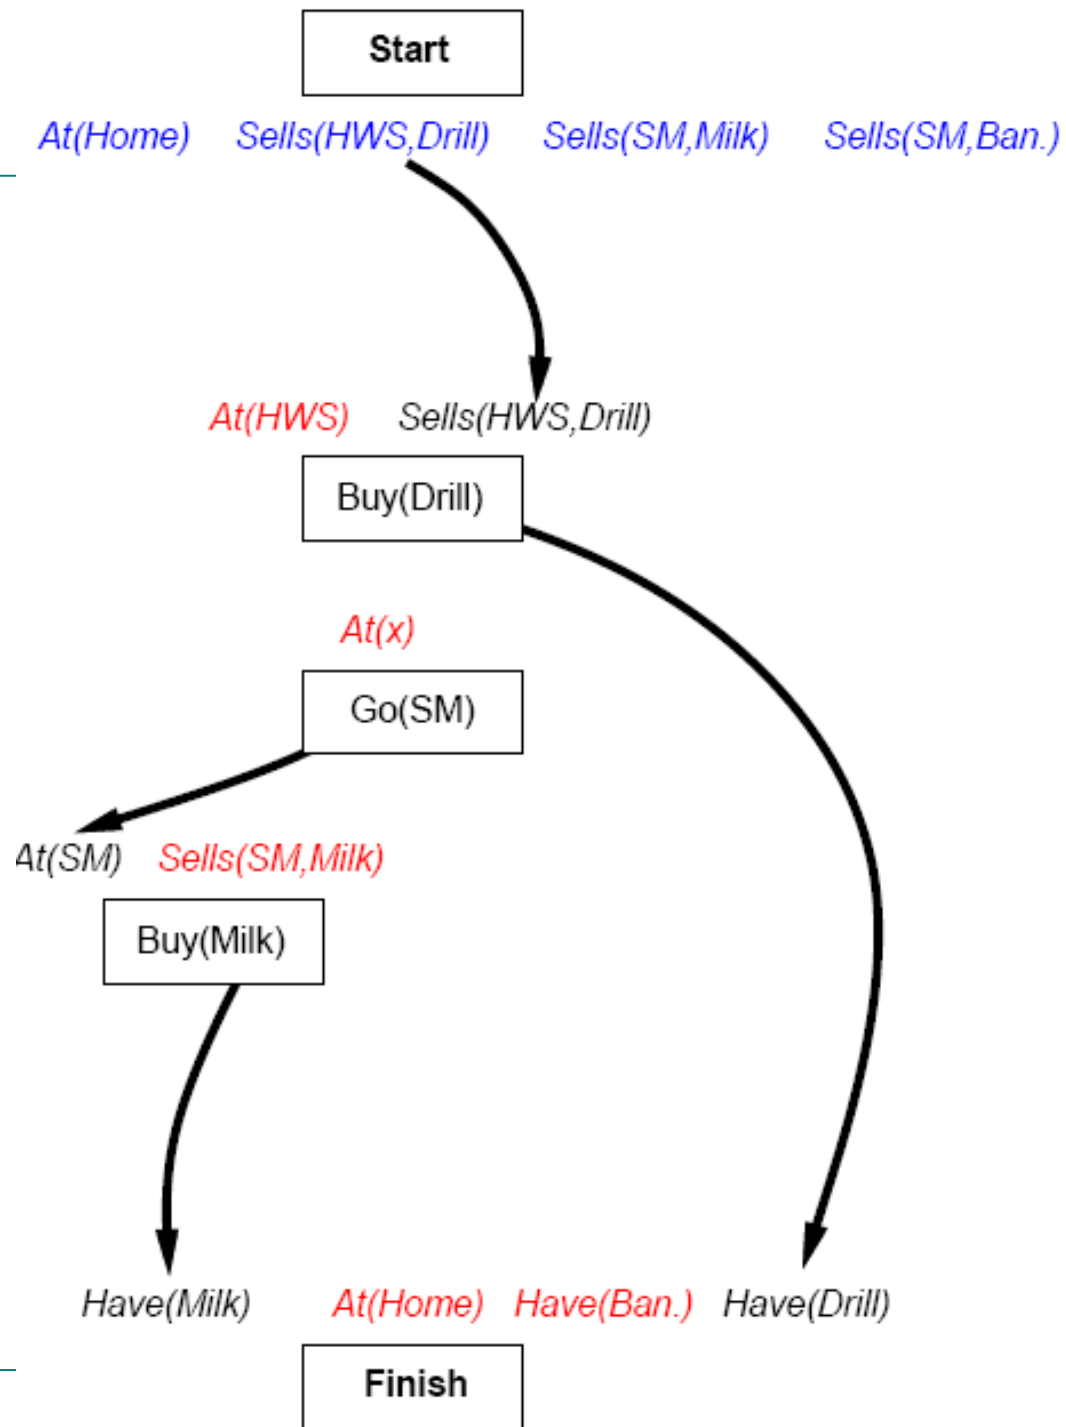 Start
At(Home) Sells(HWS,Drill) Sells(SM,Milk) Sells(SM,Ban.)
At(HWS) Sells(HWS,Drill)
Buy(Drill)
At(x)
Go(SM)
At(SM) Sells(SM,Milk)
Buy(Milk)
Have(Milk) At(Home) Have(Ban.) Have(Drill)
Finish